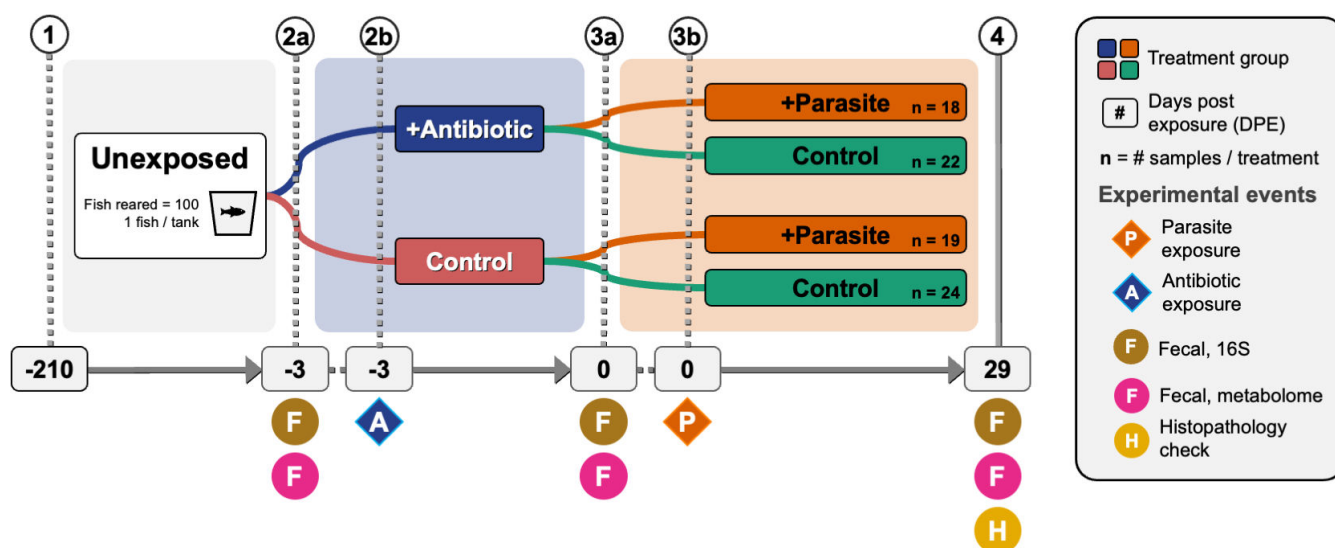 1
2a
2b
3a
3b
4
Unexposed
Fish reared = 100
1 fish / tank
+Antibiotic
Control
+Parasite n = 18
Control n = 22
+Parasite n = 19
Control n = 24
-210
-3
-3
0
0
29
F
A
F
P
F
F
F
F
H
Treatment group
# Days post
exposure (DPE)
n = # samples / treatment
Experimental events
P Parasite
exposure
A Antibiotic
exposure
F Fecal, 16S
F Fecal, metabolome
H Histopathology
check